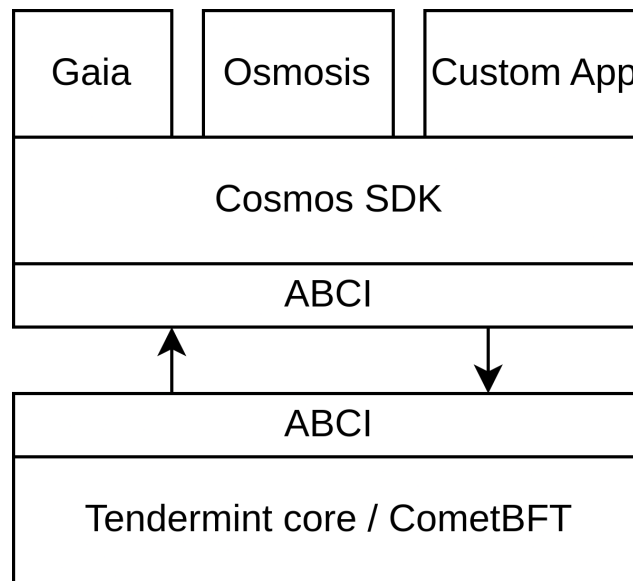 Gaia
Osmosis
Custom App
Cosmos SDK
ABCI
ABCI
Tendermint core / CometBFT